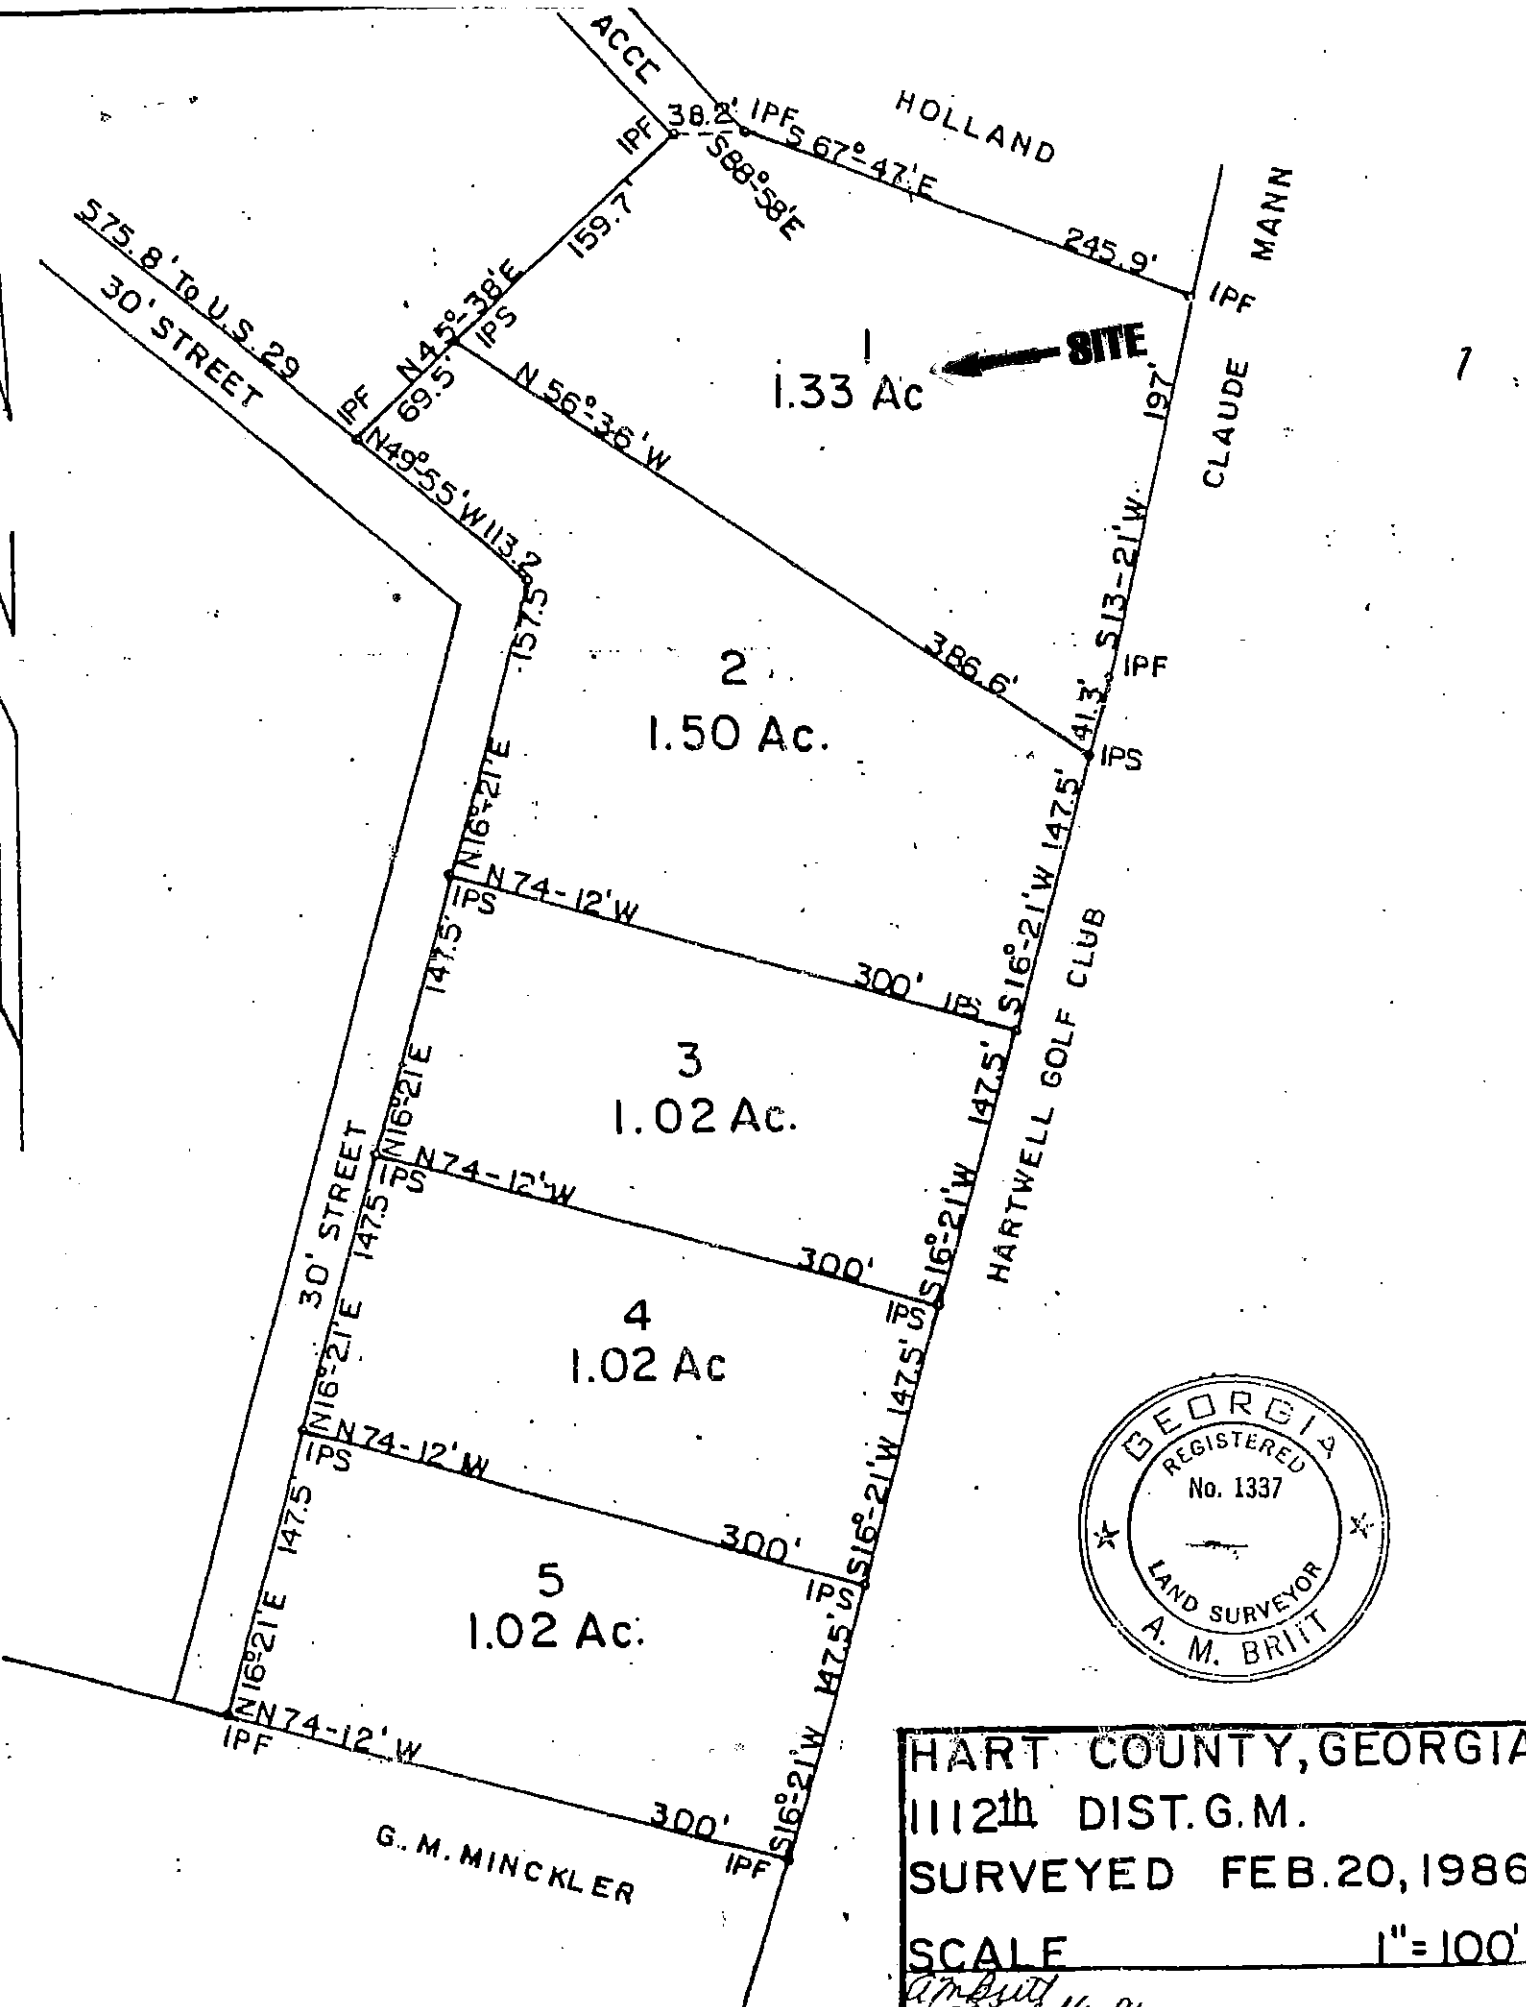 ACCE
HOLLAND
38.2' IPF
IPF
S88°58'E
S 67°-47'E
245.9'
IPF
MANN
CLAUDE
575.8' To U.S. 29
30' STREET
159.7'
N 45°-38'E
IPS
69.5'
IPF
1
1.33 Ac
SITE
197'
S13-21'W
IPF
41.3'
IPS
N 56°-36'W
386.6'
N49°55'W 113.2
157.5
N16°-21'E
2
1.50 Ac.
147.5'
S16°-21'W
IPS
N 74-12'W
300'
IPS
HARTWELL GOLF CLUB
147.5'
N16°-21'E
3
1.02 Ac.
147.5'
S16°-21'W
IPS
N 74-12'W
300'
IPS
30' STREET
147.5'
N16°-21'E
4
1.02 Ac
147.5'
S16°-21'W
IPS
N 74-12'W
300'
IPS
147.5
N16°-21'E
5
1.02 Ac.
147.5'
S16°-21'W
IPF
N 74-12'W
300'
IPF
G. M. MINCKLER
GEORGIA
REGISTERED
No. 1337
LAND SURVEYOR
A. M. BRITT
HART COUNTY, GEORGIA
1112th DIST. G.M.
SURVEYED FEB. 20, 1986
SCALE 1"=100'